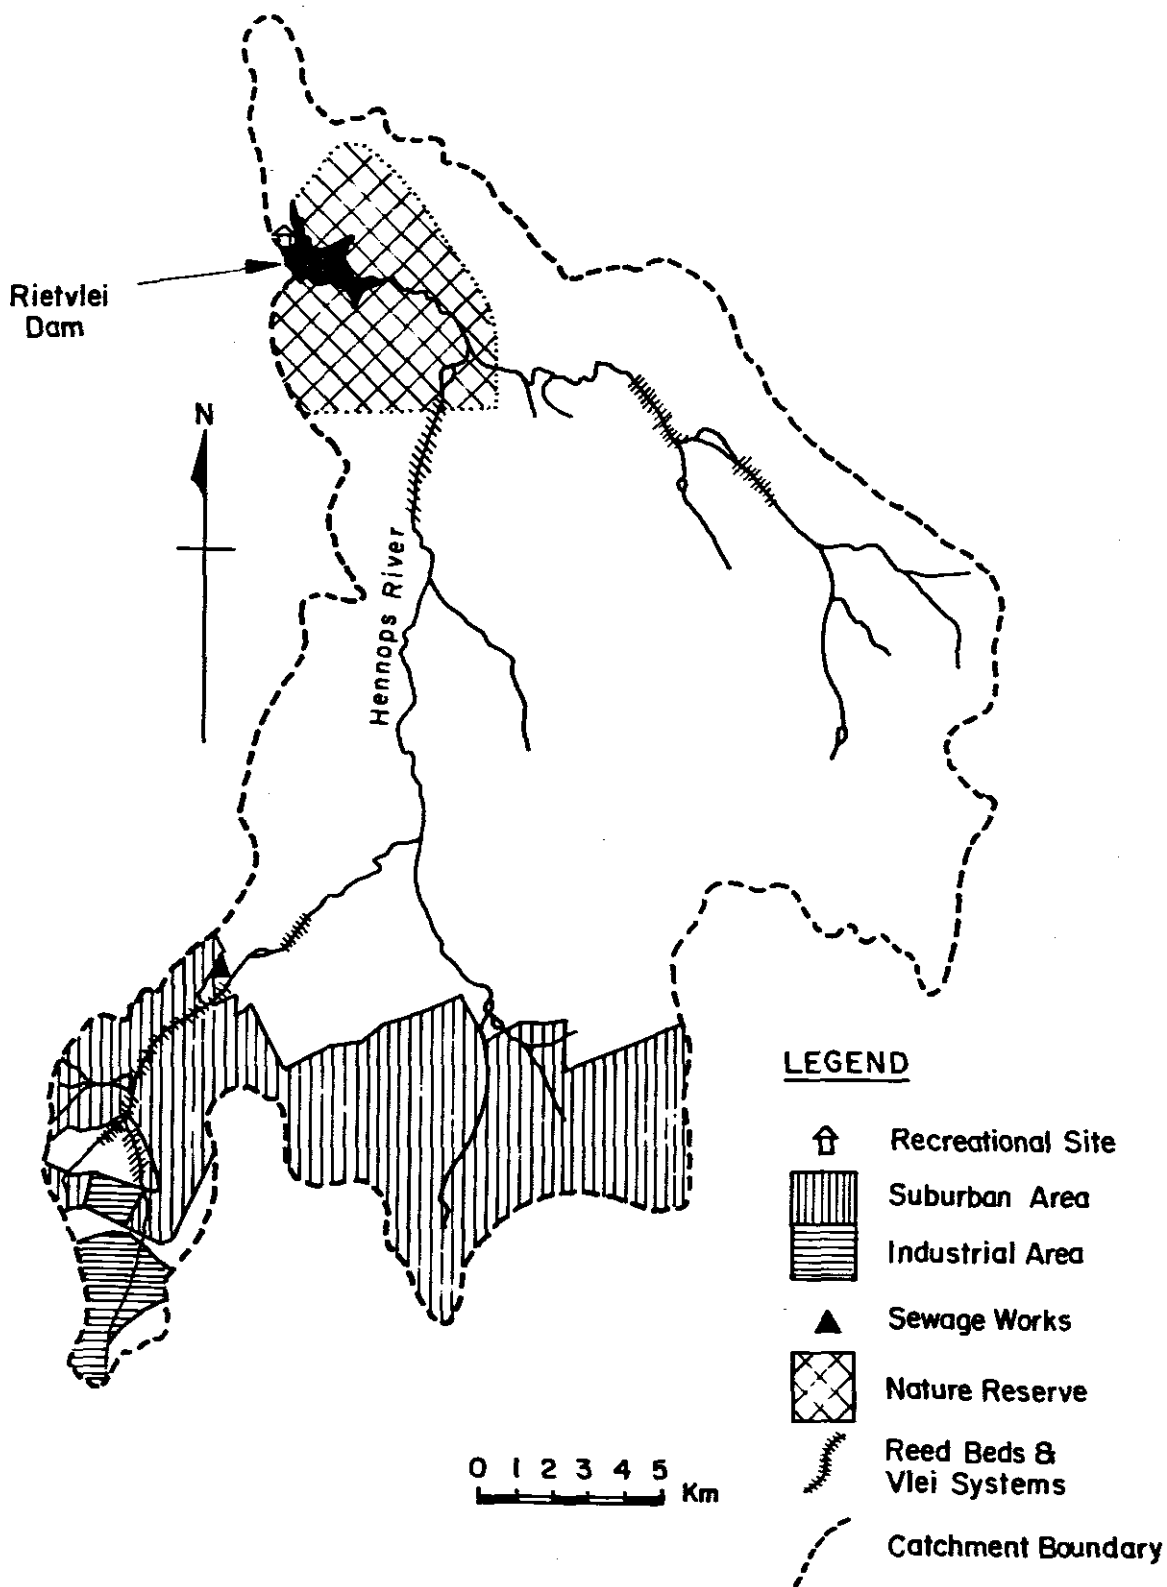 Rietvlei
Dam
N
Hennops River
LEGEND
Recreational Site
Suburban Area
Industrial Area
Sewage Works
Nature Reserve
Reed Beds &
Vlei Systems
Catchment Boundary
0 1 2 3 4 5
Km